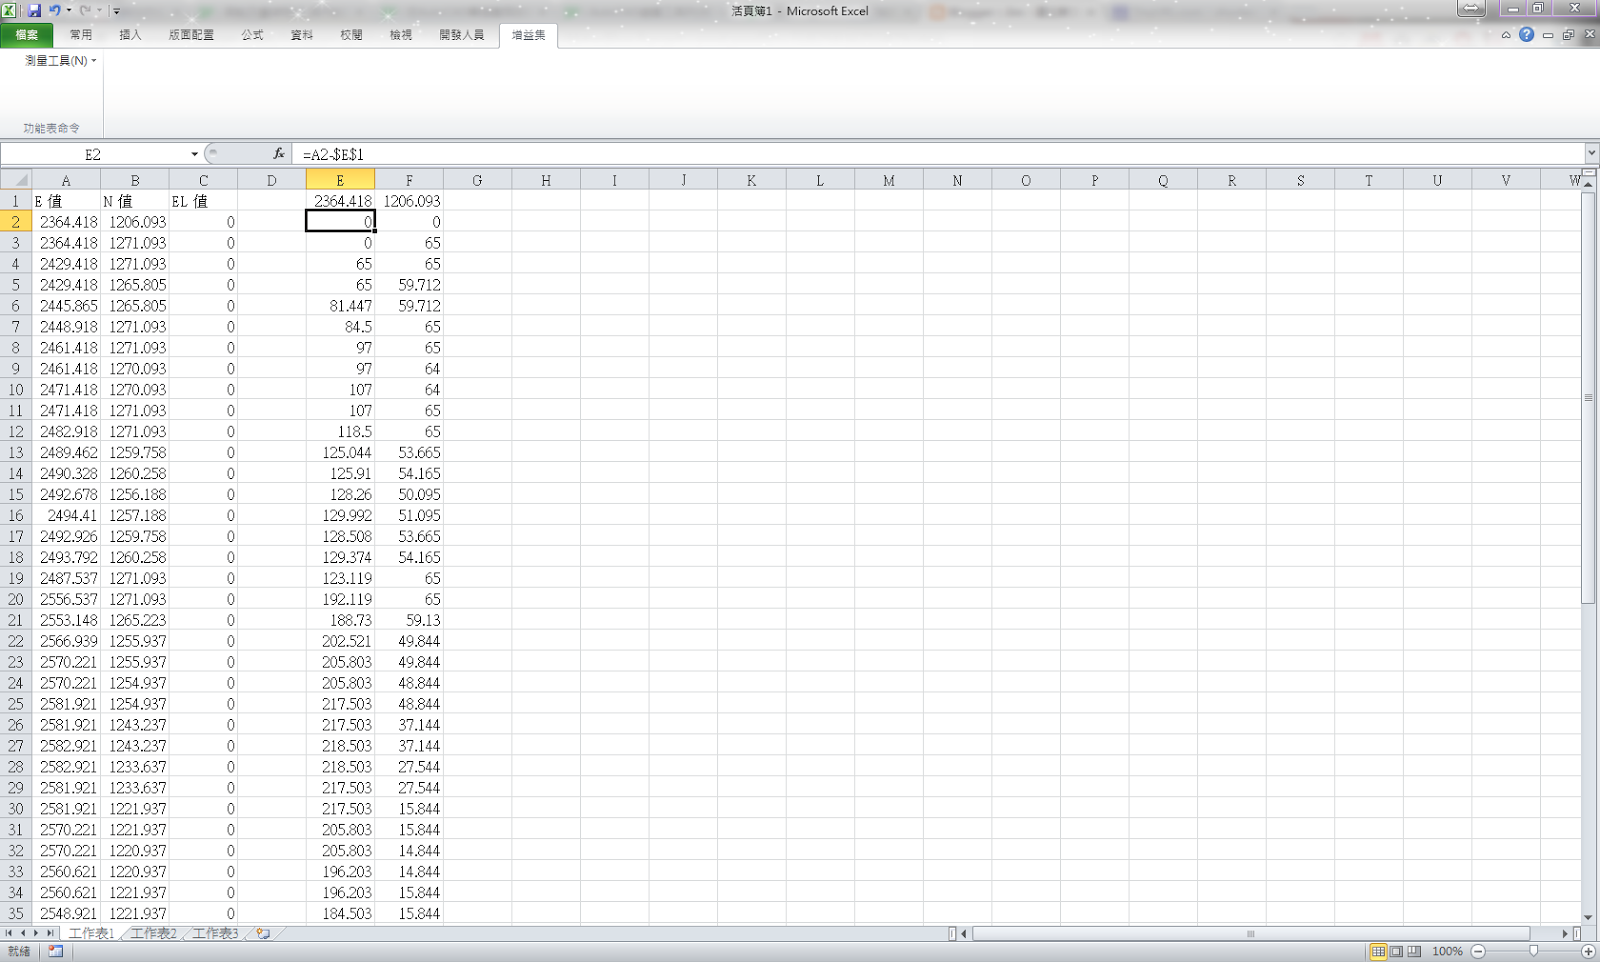 活頁簿1 - Microsoft Excel
檔案 常用 插入 版面配置 公式 資料 校閱 檢視 開發人員 增益集
測量工具(N)
功能表命令
E2 fx =A2-$E$1
A B C D E F G H I J K L M N O P Q R S T U V W
1 E 值 N 值 EL 值 2364.418 1206.093
2 2364.418 1206.093 0 0 0
3 2364.418 1271.093 0 0 65
4 2429.418 1271.093 0 65 65
5 2429.418 1265.805 0 65 59.712
6 2445.865 1265.805 0 81.447 59.712
7 2448.918 1271.093 0 84.5 65
8 2461.418 1271.093 0 97 65
9 2461.418 1270.093 0 97 64
10 2471.418 1270.093 0 107 64
11 2471.418 1271.093 0 107 65
12 2482.918 1271.093 0 118.5 65
13 2489.462 1259.758 0 125.044 53.665
14 2490.328 1260.258 0 125.91 54.165
15 2492.678 1256.188 0 128.26 50.095
16 2494.41 1257.188 0 129.992 51.095
17 2492.926 1259.758 0 128.508 53.665
18 2493.792 1260.258 0 129.374 54.165
19 2487.537 1271.093 0 123.119 65
20 2556.537 1271.093 0 192.119 65
21 2553.148 1265.223 0 188.73 59.13
22 2566.939 1255.937 0 202.521 49.844
23 2570.221 1255.937 0 205.803 49.844
24 2570.221 1254.937 0 205.803 48.844
25 2581.921 1254.937 0 217.503 48.844
26 2581.921 1243.237 0 217.503 37.144
27 2582.921 1243.237 0 218.503 37.144
28 2582.921 1233.637 0 218.503 27.544
29 2581.921 1233.637 0 217.503 27.544
30 2581.921 1221.937 0 217.503 15.844
31 2570.221 1221.937 0 205.803 15.844
32 2570.221 1220.937 0 205.803 14.844
33 2560.621 1220.937 0 196.203 14.844
34 2560.621 1221.937 0 196.203 15.844
35 2548.921 1221.937 0 184.503 15.844
工作表1 工作表2 工作表3
就緒 100%